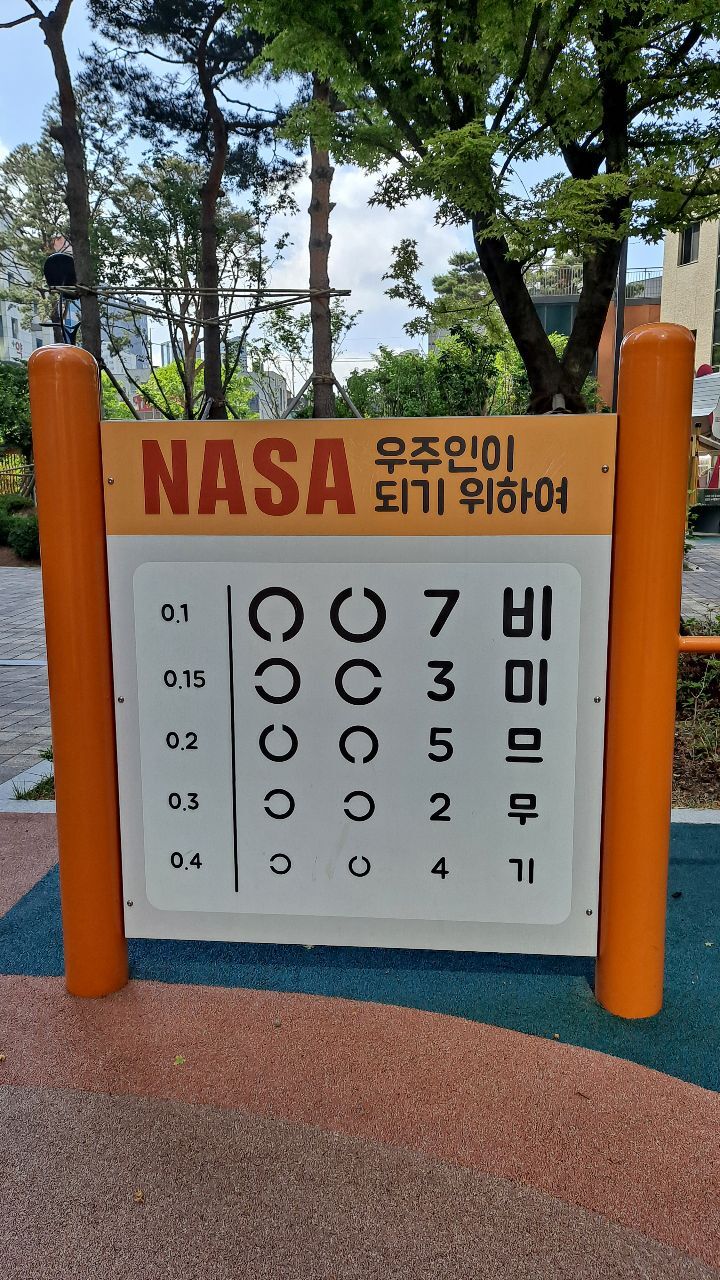 NASA 우주인이
되기 위하여
0.1 7 비
0.15 3 미
0.2 5 므
0.3 2 무
0.4 4 기